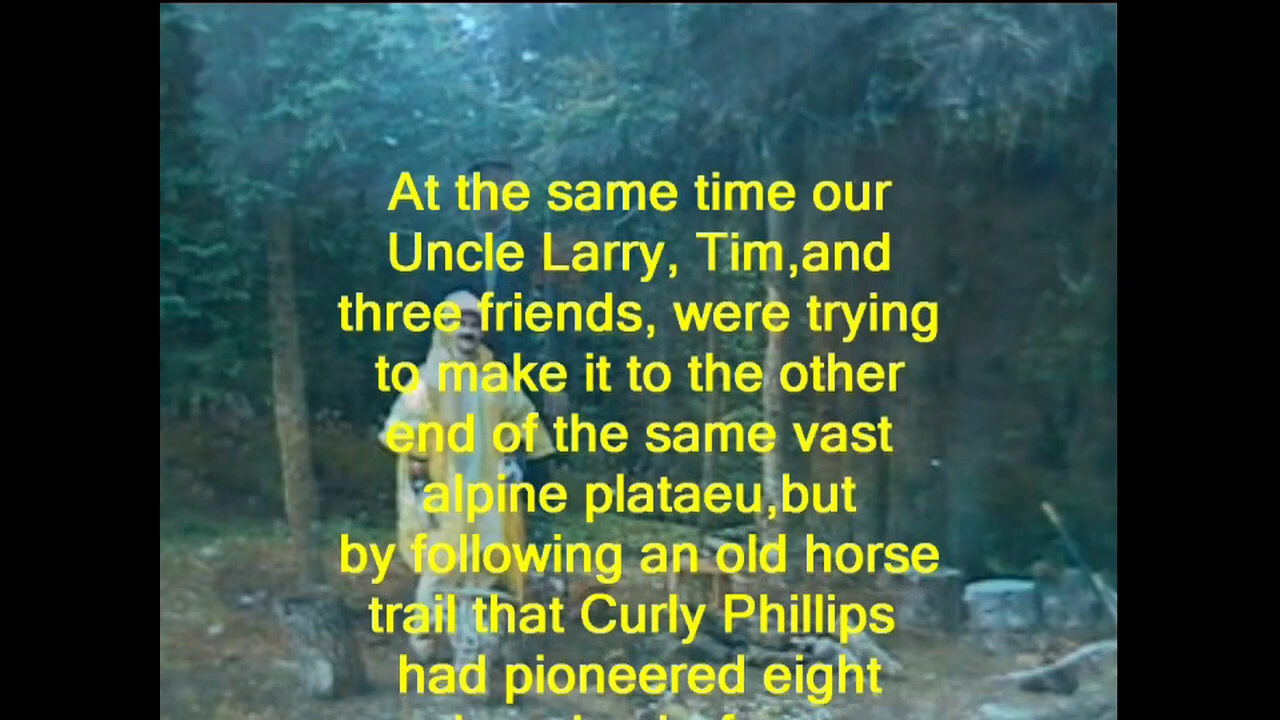 At the same time our
Uncle Larry, Tim,and
three friends, were trying
to make it to the other
end of the same vast
alpine plataeu,but
by following an old horse
trail that Curly Phillips
had pioneered eight